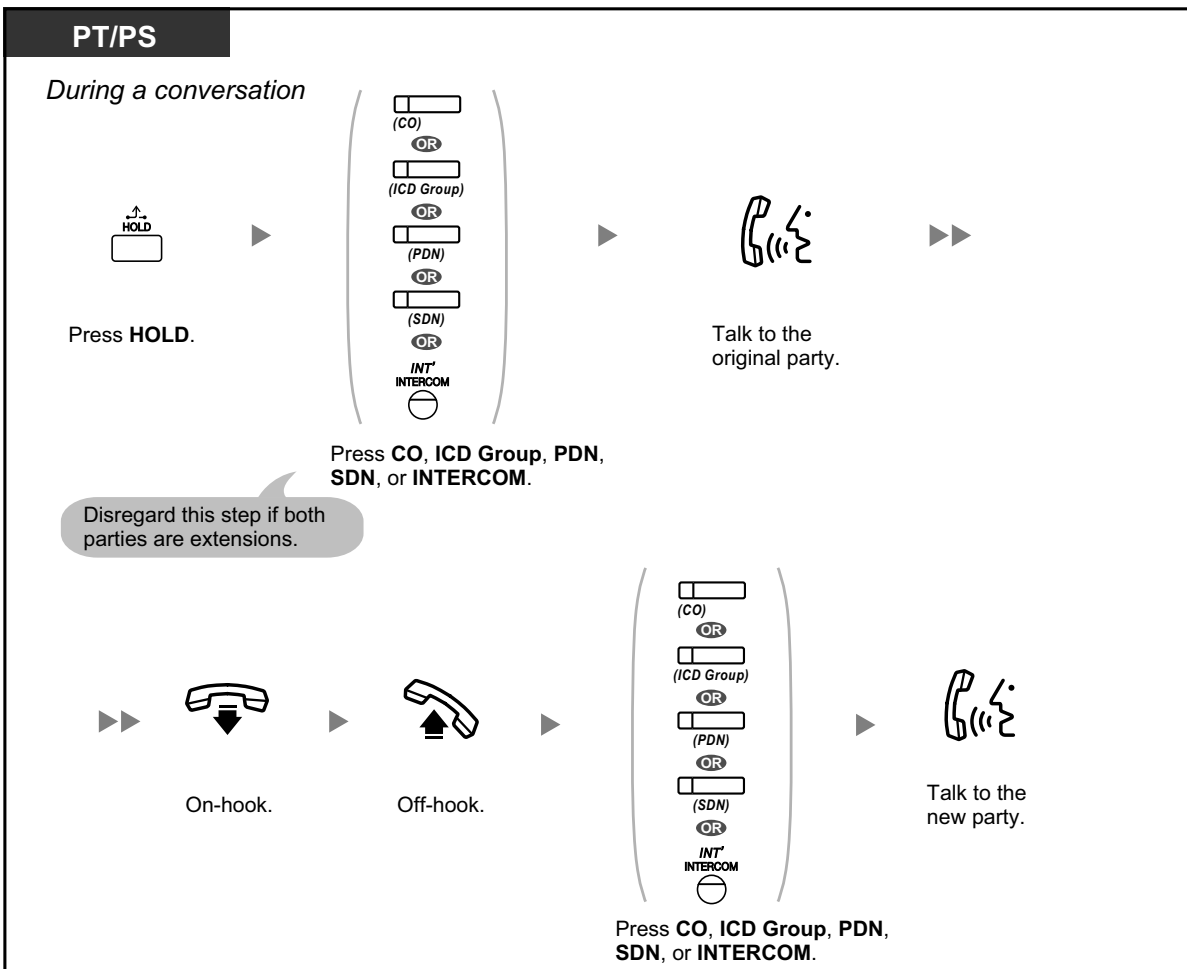 PT/PS
During a conversation
HOLD
Press HOLD.
(CO)
OR
(ICD Group)
OR
(PDN)
OR
(SDN)
OR
INT'
INTERCOM
Press CO, ICD Group, PDN,
SDN, or INTERCOM.
Disregard this step if both
parties are extensions.
Talk to the
original party.
On-hook.
Off-hook.
(CO)
OR
(ICD Group)
OR
(PDN)
OR
(SDN)
OR
INT'
INTERCOM
Press CO, ICD Group, PDN,
SDN, or INTERCOM.
Talk to the
new party.